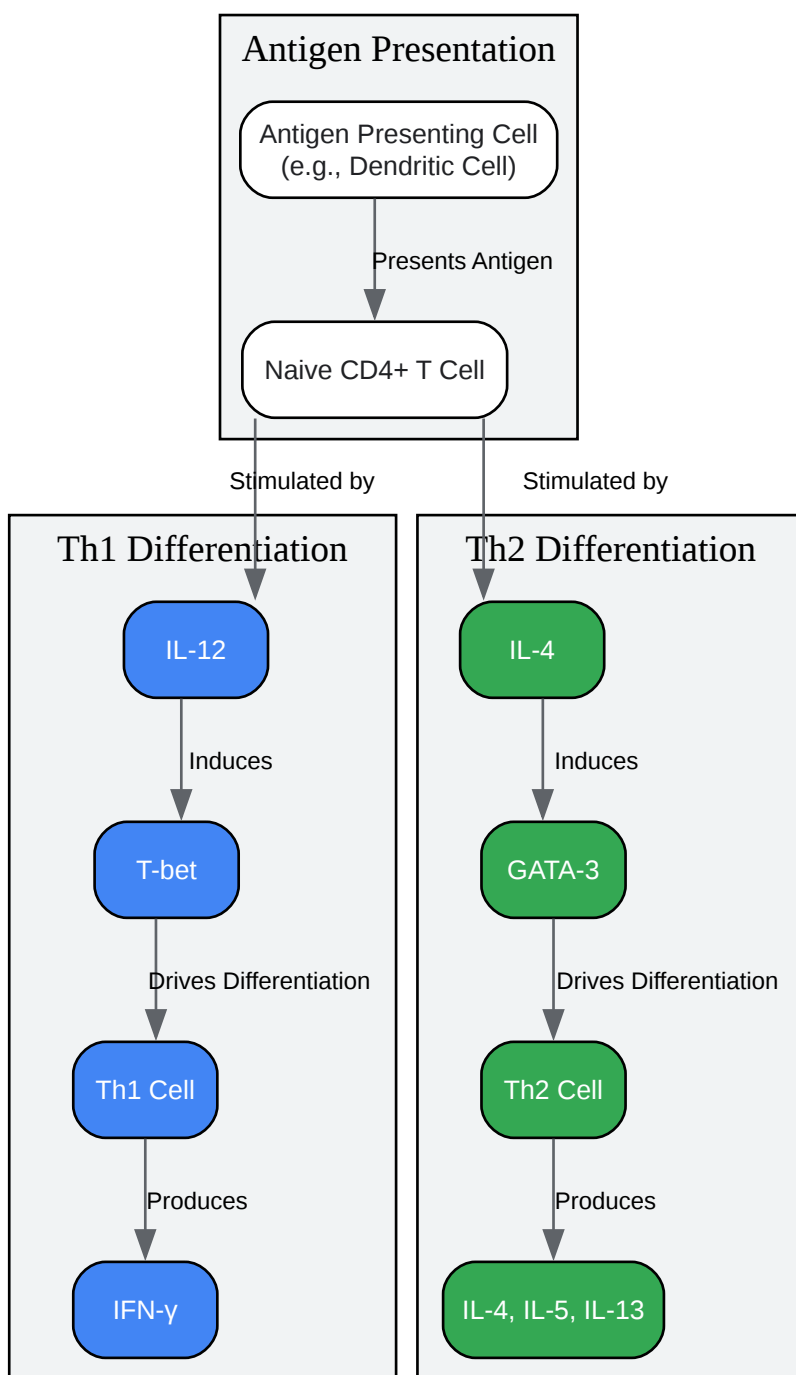 Antigen Presentation
Antigen Presenting Cell
(e.g., Dendritic Cell)
Presents Antigen
Naive CD4+ T Cell
Stimulated by
Stimulated by
Th1 Differentiation
IL-12
Induces
T-bet
Drives Differentiation
Th1 Cell
Produces
IFN-γ
Th2 Differentiation
IL-4
Induces
GATA-3
Drives Differentiation
Th2 Cell
Produces
IL-4, IL-5, IL-13